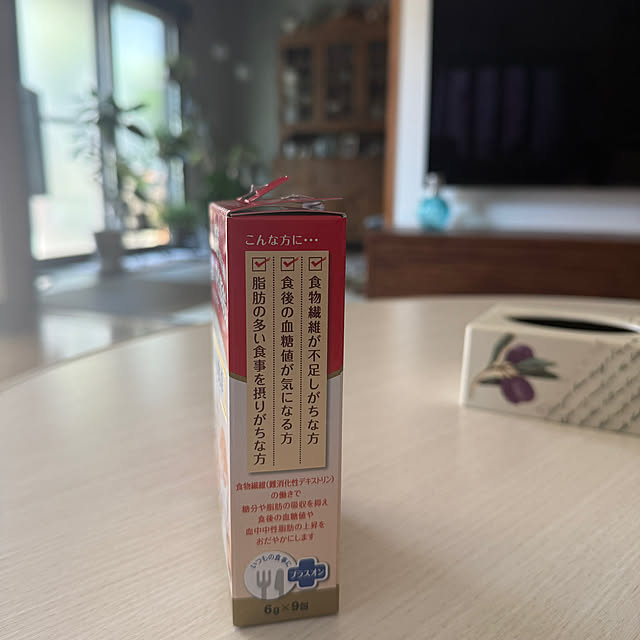 こんな方に…
食物繊維が不足しがちな方
食後の血糖値が気になる方
脂肪の多い食事を摂りがちな方
食物繊維(難消化性デキストリン)
の働きで
糖分や脂肪の吸収を抑え
食後の血糖値や
血中中性脂肪の上昇を
おだやかにします
いつもの食事に
プラスオン
6g×9個